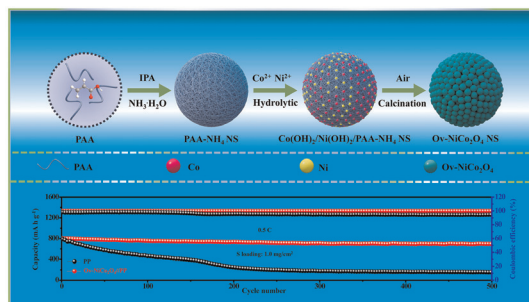 IPA
NH₃·H₂O
Co²⁺ Ni²⁺
Hydrolytic
Air
Calcination
PAA
PAA-NH₄ NS
Co(OH)₂/Ni(OH)₂/PAA-NH₄ NS
Ov-NiCo₂O₄ NS
PAA
Co
Ni
Ov-NiCo₂O₄
Capacity (mA h g⁻¹)
1600
1200
800
400
0
0.5 C
S loading: 1.0 mg/cm²
PP
0
100
200
300
400
500
Cycle number
100
80
60
40
20
0
Coulombic efficiency (%)